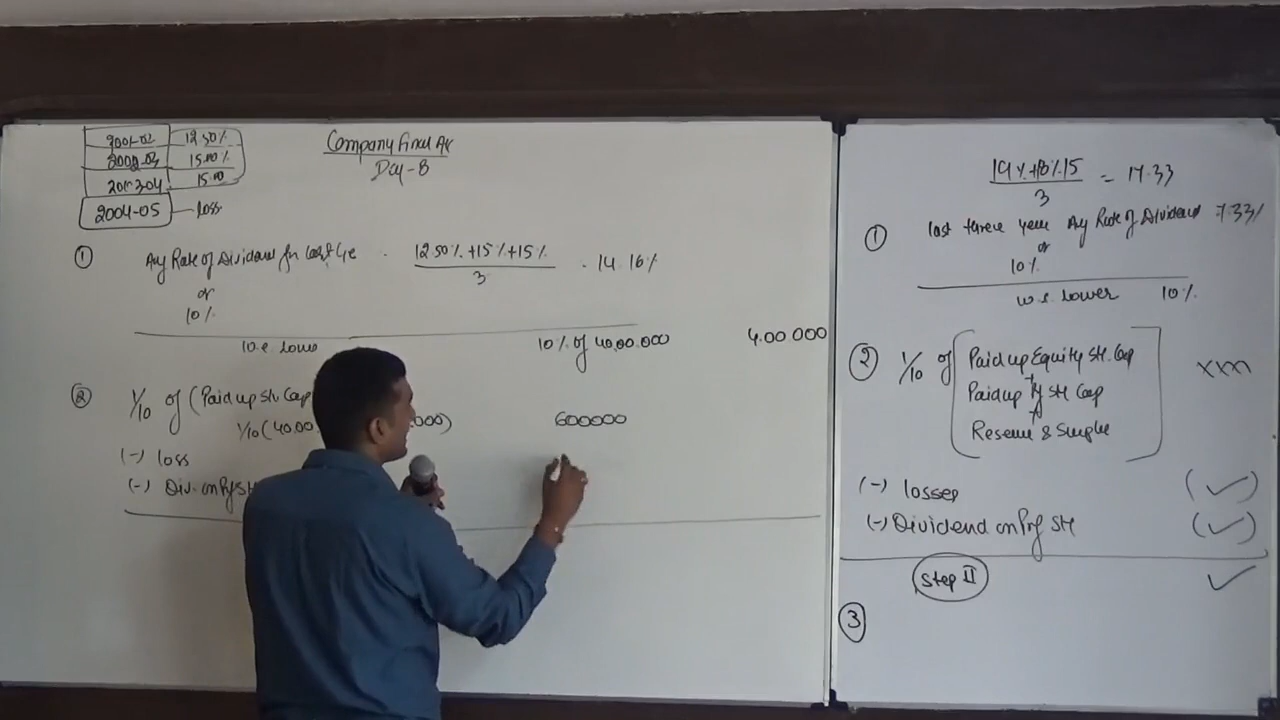 2001-02 12.50%
2002-03 15.00%
2003-04 15.00
2004-05 — loss
Company Final A/c
Day-8
① Avg Rate of Dividend for last - 12.50% + 15% + 15% - 14.16%
3
or
10%
w.e. lower 10% of 40,00,000 4,00,000
② 1/10 of (Paid up Sh. Cap
1/10 (40,00 000) 600000
(-) loss
(-) Div. on Pref Sh
19% + 18% 15 = 17.33
3
① last three year Avg Rate of Dividend 7.33%
or
10%
w.e. lower 10%
② 1/10 of Paid up Equity Sh. Cap xxx
+
Paid up Pref Sh Cap
+
Reserve & Surplus
(-) losses (✓)
(-) Dividend on Pref Sh (✓)
Step II ✓
③